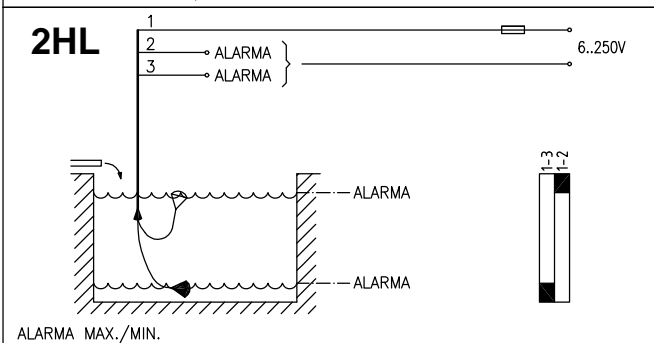 2HL
1
2
ALARMA
3
ALARMA
6..250V
1-3
1-2
ALARMA
ALARMA
ALARMA MAX./MIN.